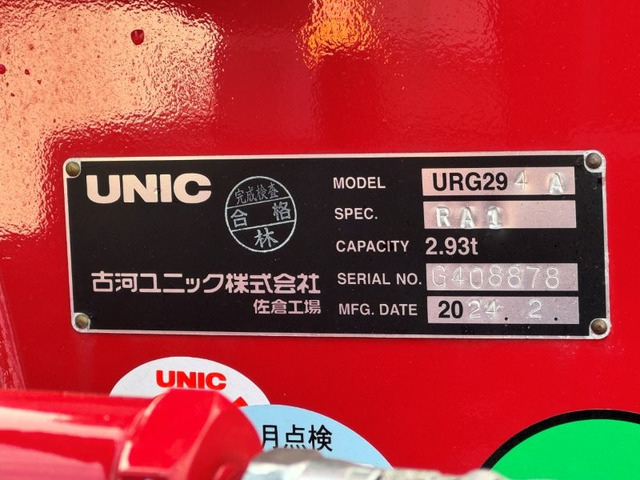 UNIC
完成検査
合格
林
古河ユニック株式会社
佐倉工場
MODEL URG294A
SPEC. RA1
CAPACITY 2.93t
SERIAL NO. G408878
MFG. DATE 2024.2.
UNIC
月点検